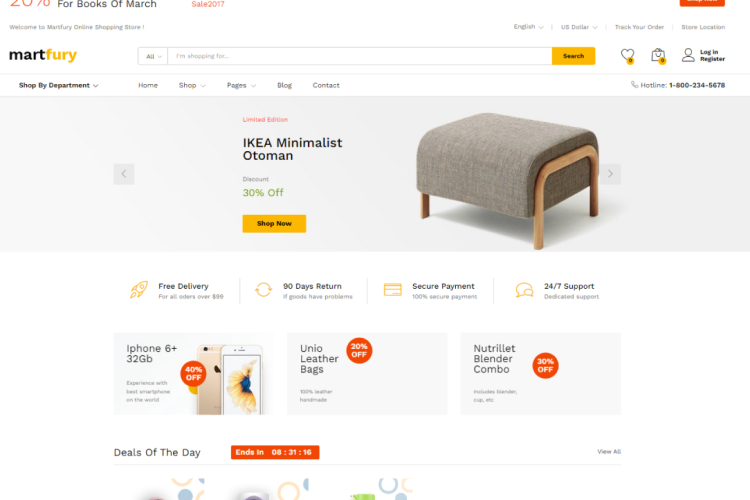 20% For Books Of March Sale2017
Welcome to Martfury Online Shopping Store !
English
US Dollar
Track Your Order
Store Location
martfury
All
I'm shopping for...
Search
0
0
Log in
Register
Shop By Department
Home
Shop
Pages
Blog
Contact
Hotline: 1-800-234-5678
Limited Edition
IKEA Minimalist
Otoman
Discount
30% Off
Shop Now
Free Delivery
For all oders over $99
90 Days Return
If goods have problems
Secure Payment
100% secure payment
24/7 Support
Dedicated support
Iphone 6+
32Gb
Experience with
best smartphone
on the world
40%
OFF
Unio
Leather
Bags
100% leather
handmade
20%
OFF
Nutrillet
Blender
Combo
Includes blender,
cup, etc
30%
OFF
Deals Of The Day
Ends In 08 : 31 : 16
View All